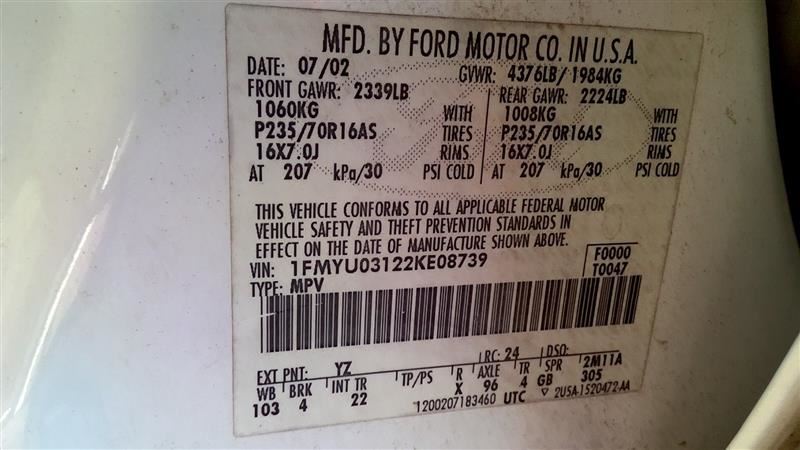 MFD. BY FORD MOTOR CO. IN U.S.A.
DATE: 07/02 GVWR: 4376LB/ 1984KG
FRONT GAWR: 2339LB REAR GAWR: 2224LB
1060KG WITH 1008KG WITH
P235/70R16AS TIRES P235/70R16AS TIRES
16X7.0J RIMS 16X7.0J RIMS
AT 207 kPa/30 PSI COLD AT 207 kPa/30 PSI COLD
THIS VEHICLE CONFORMS TO ALL APPLICABLE FEDERAL MOTOR
VEHICLE SAFETY AND THEFT PREVENTION STANDARDS IN
EFFECT ON THE DATE OF MANUFACTURE SHOWN ABOVE.
VIN: 1FMYU03122KE08739 F0000
TYPE: MPV T0047
EXT PNT: YZ RC: 24 DSO:
WB BRK INT TR TP/PS R AXLE TR SPR 2M11A
103 4 22 X 96 4 GB 305
1200207183460 UTC ▽ 2U5A-1520472-AA